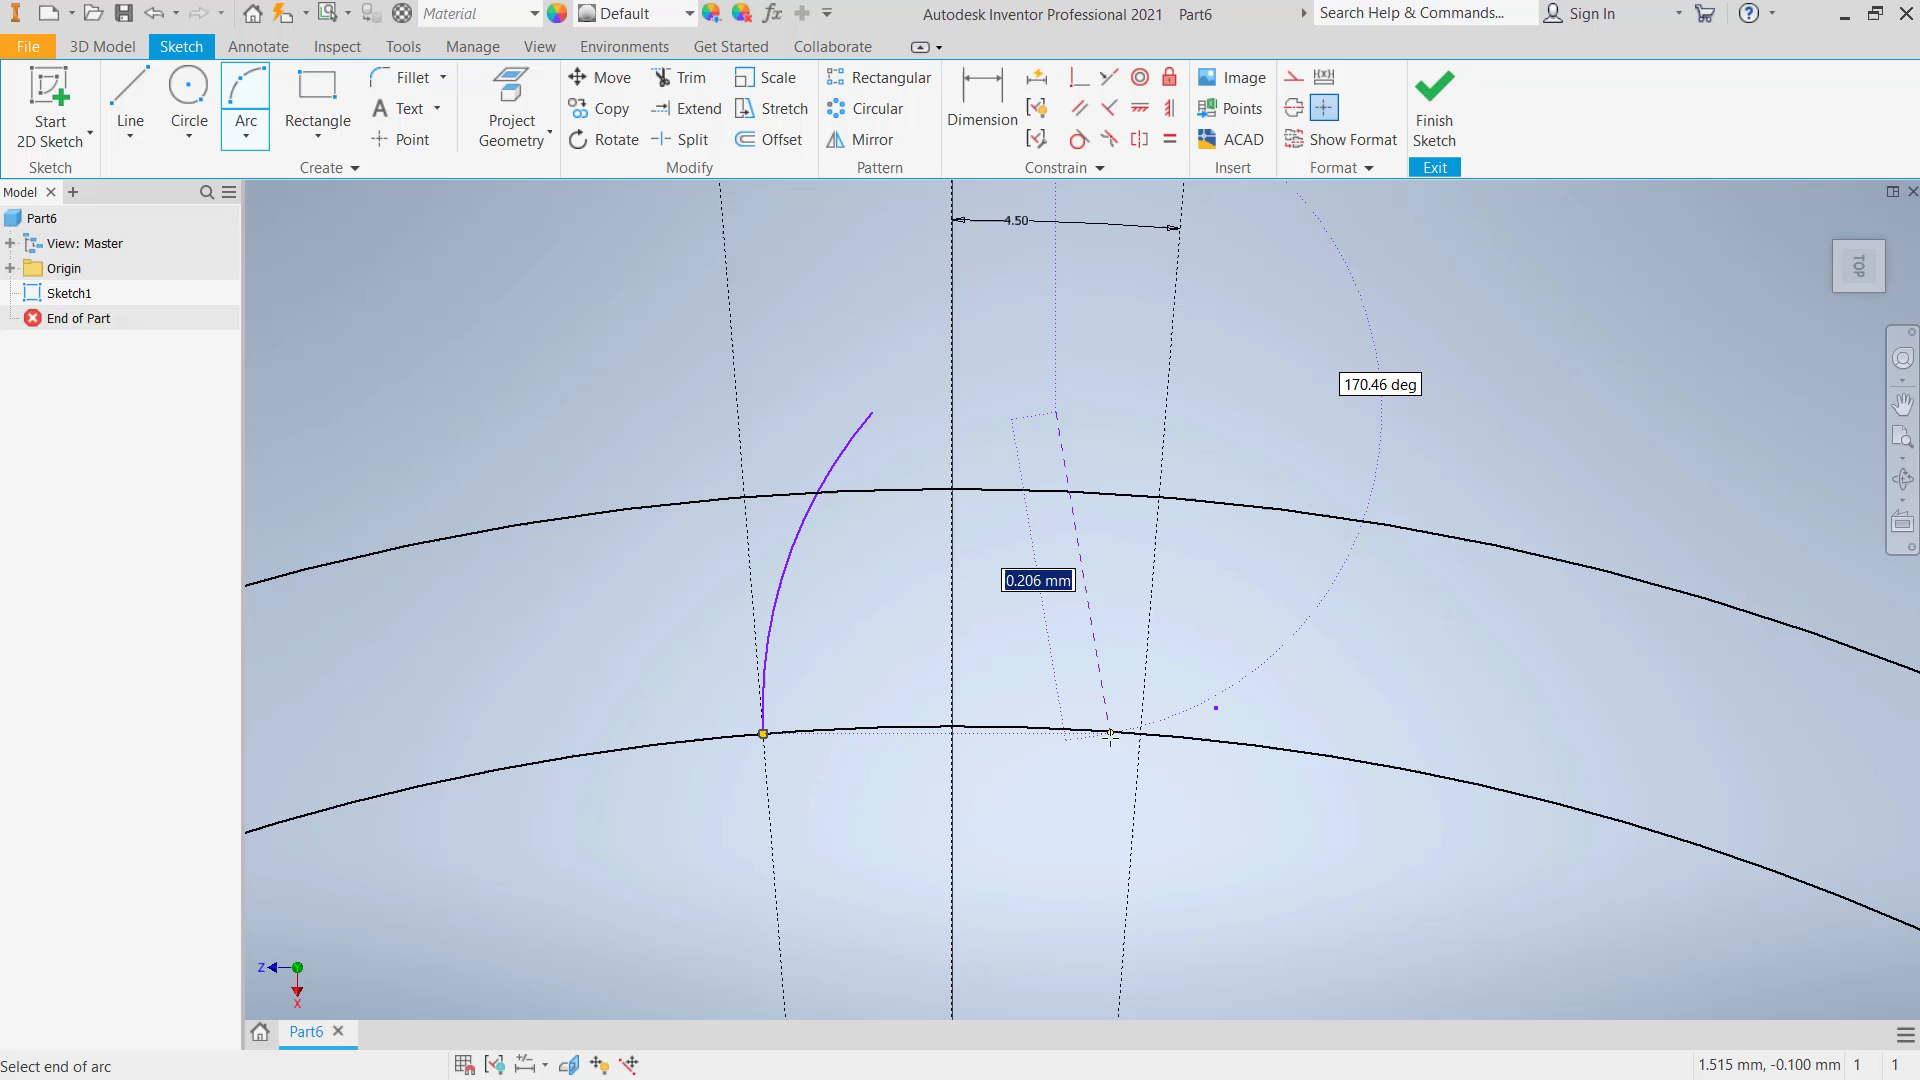 Material
Default
Autodesk Inventor Professional 2021 Part6
Search Help & Commands...
Sign In
File 3D Model Sketch Annotate Inspect Tools Manage View Environments Get Started Collaborate
Start
2D Sketch
Sketch
Line
Circle
Arc
Rectangle
Fillet
Text
Point
Create
Project
Geometry
Move
Copy
Rotate
Trim
Extend
Split
Scale
Stretch
Offset
Modify
Rectangular
Circular
Mirror
Pattern
Dimension
Constrain
Image
Points
ACAD
Insert
Show Format
Format
Finish
Sketch
Exit
Model
Part6
View: Master
Origin
Sketch1
End of Part
4.50
TOP
170.46 deg
0.206 mm
Z
X
Part6
Select end of arc
1.515 mm, -0.100 mm 1 1